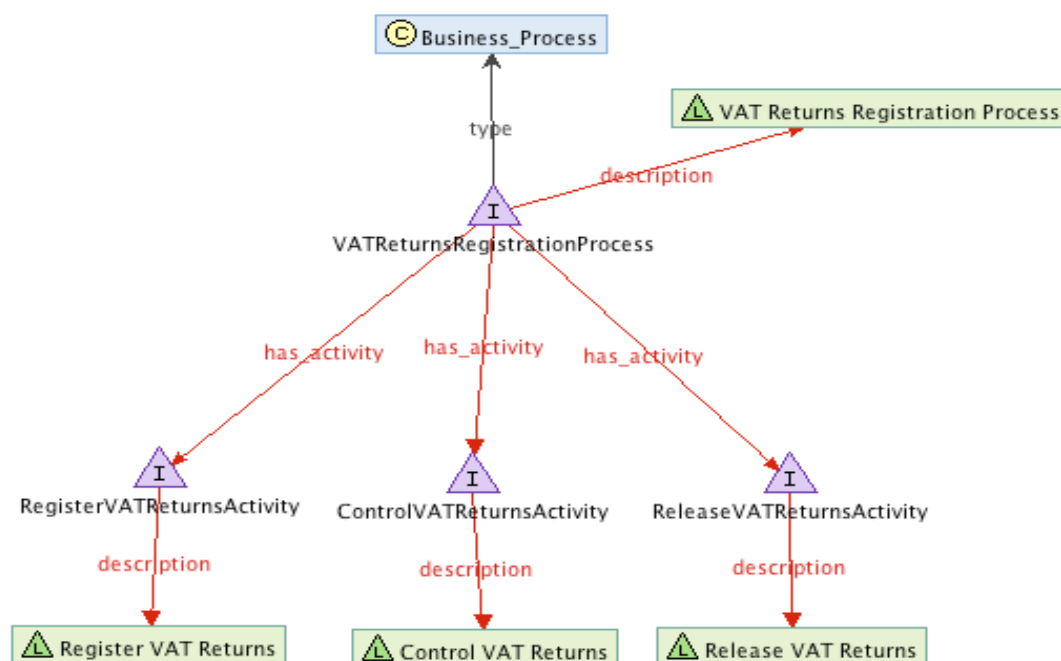 C Business_Process
type
L VAT Returns Registration Process
description
I
VATReturnsRegistrationProcess
has_activity
has_activity
has_activity
I
I
I
RegisterVATReturnsActivity
ControlVATReturnsActivity
ReleaseVATReturnsActivity
description
description
description
L Register VAT Returns
L Control VAT Returns
L Release VAT Returns